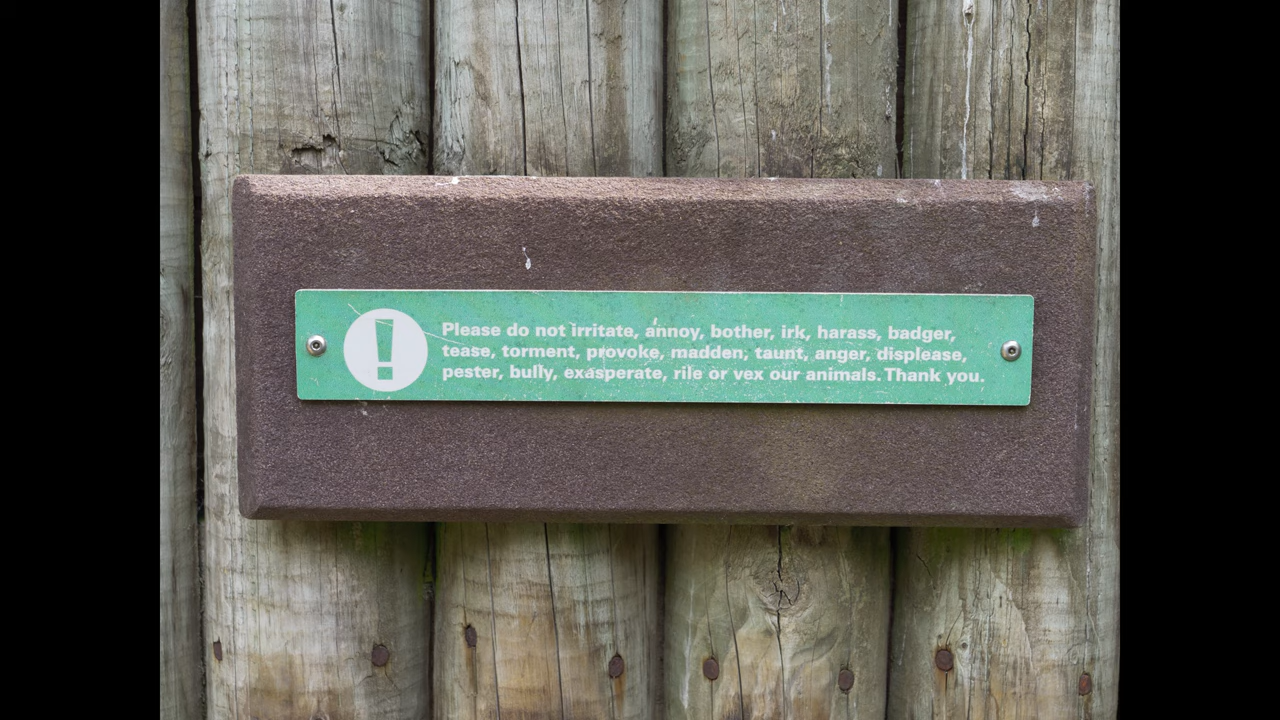 Please do not irritate, annoy, bother, irk, harass, badger,
tease, torment, provoke, madden, taunt, anger, displease,
pester, bully, exasperate, rile or vex our animals. Thank you.